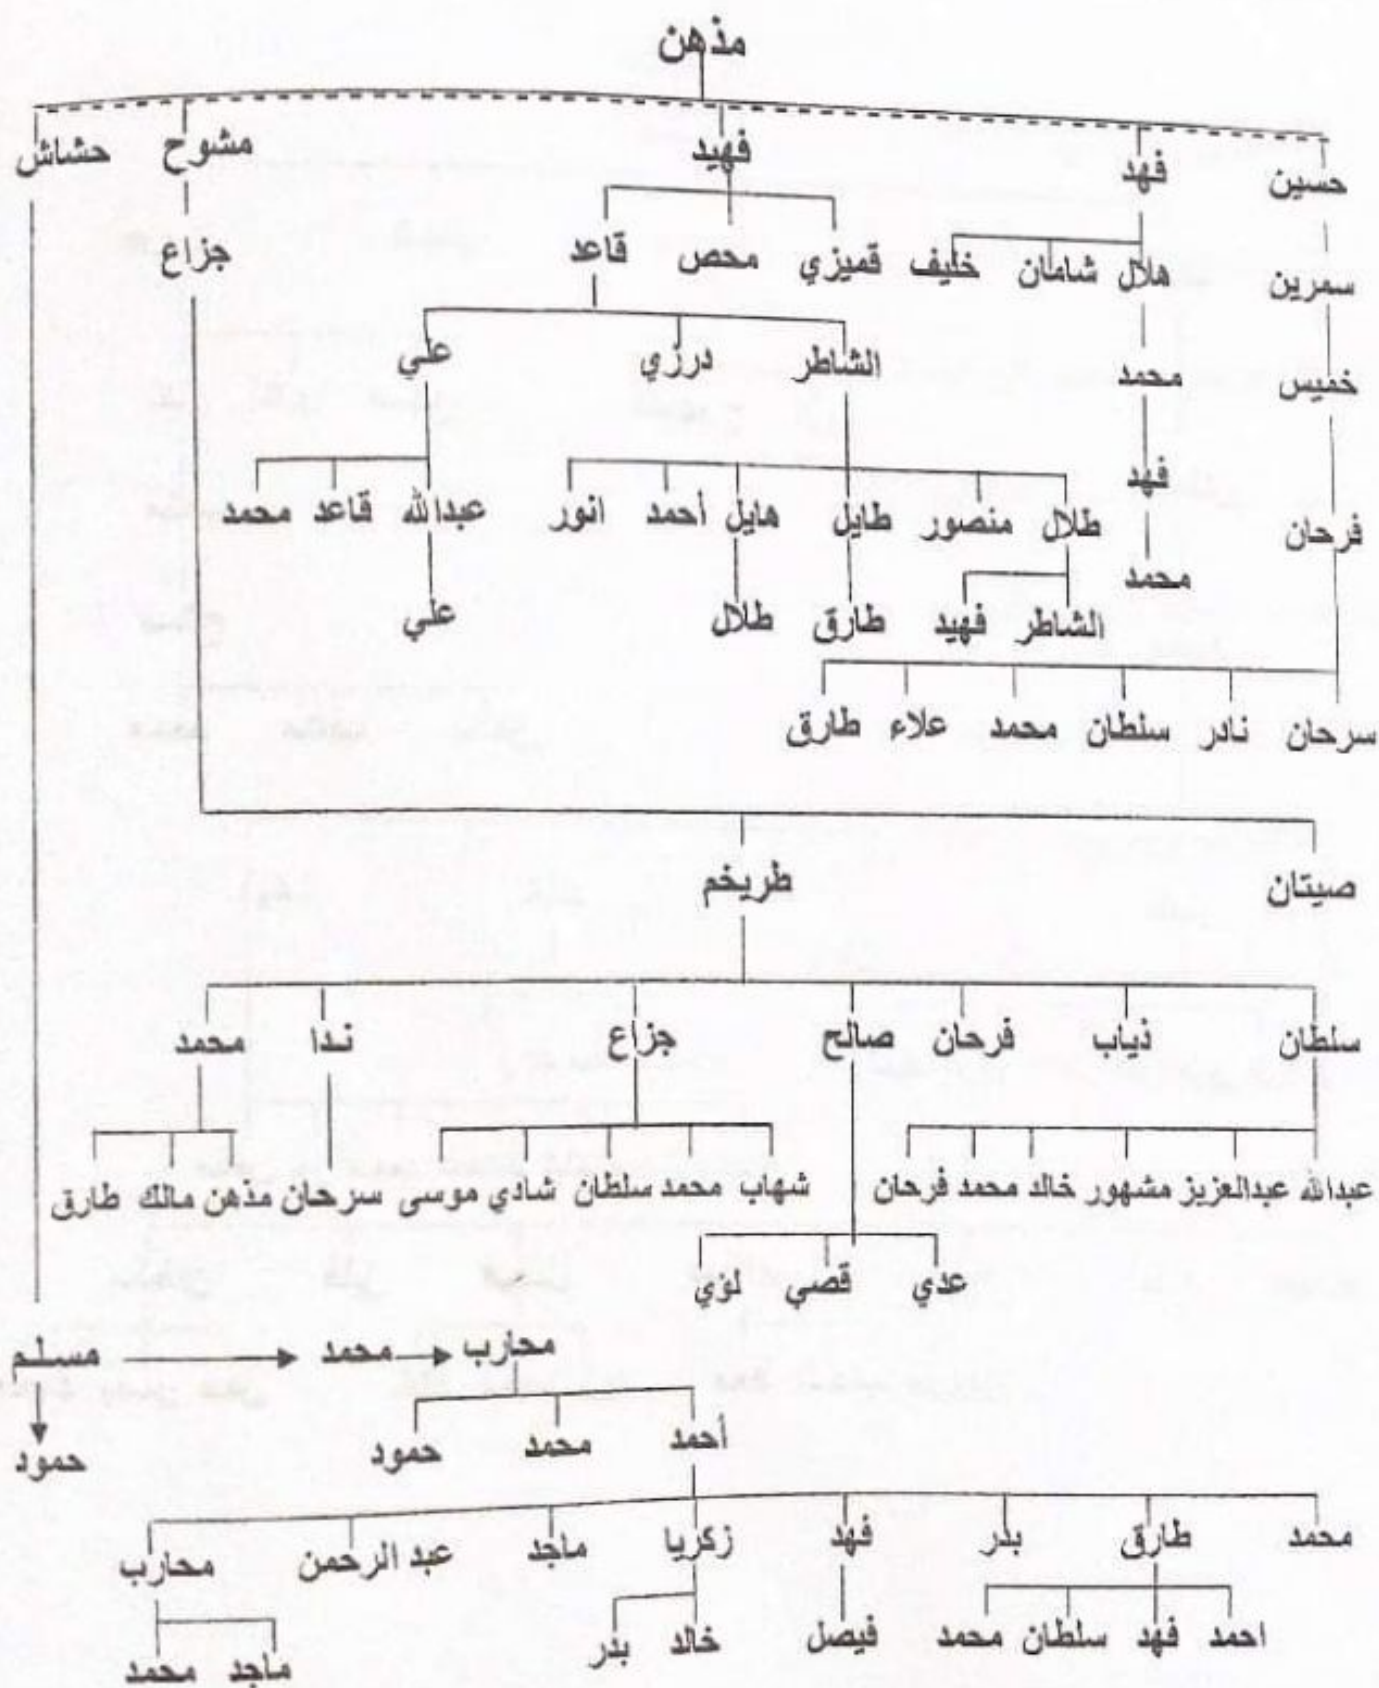 مذهن
حسين فهد فهيد مشوح حشاش
سمرين هلال شامان خليف قميزي محص قاعد جزاع
خميس محمد الشاطر درزي علي
فهد
فرحان طلال منصور طايل هايل أحمد انور عبدالله قاعد محمد
محمد
الشاطر فهيد طارق طلال علي
سرحان نادر سلطان محمد علاء طارق
صيتان طريخم
سلطان ذياب فرحان صالح جزاع ندا محمد
عبدالله عبدالعزيز مشهور خالد محمد فرحان شهاب محمد سلطان شادي موسى سرحان مذهن مالك طارق
عدي قصي لؤي
محارب محمد مسلم
أحمد محمد حمود حمود
محمد طارق بدر فهد زكريا ماجد عبد الرحمن محارب
احمد فهد سلطان محمد فيصل خالد بدر ماجد محمد